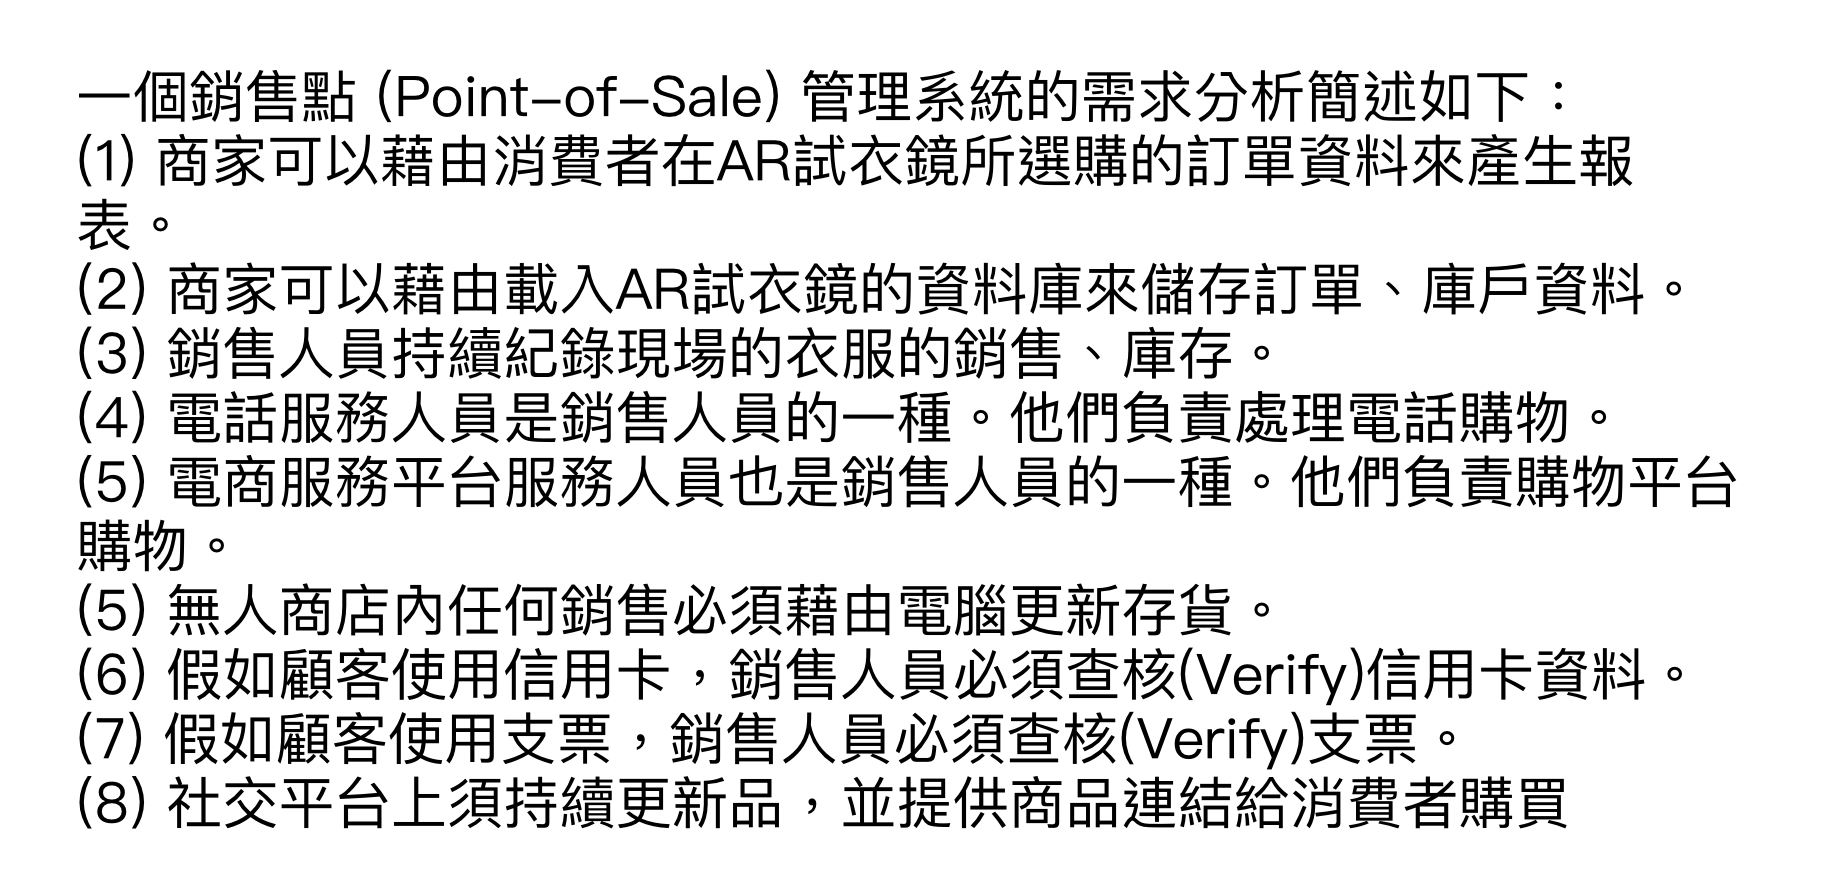 一個銷售點 (Point-of-Sale) 管理系統的需求分析簡述如下：
(1) 商家可以藉由消費者在AR試衣鏡所選購的訂單資料來產生報
表。
(2) 商家可以藉由載入AR試衣鏡的資料庫來儲存訂單、庫戶資料。
(3) 銷售人員持續紀錄現場的衣服的銷售、庫存。
(4) 電話服務人員是銷售人員的一種。他們負責處理電話購物。
(5) 電商服務平台服務人員也是銷售人員的一種。他們負責購物平台
購物。
(5) 無人商店內任何銷售必須藉由電腦更新存貨。
(6) 假如顧客使用信用卡，銷售人員必須查核(Verify)信用卡資料。
(7) 假如顧客使用支票，銷售人員必須查核(Verify)支票。
(8) 社交平台上須持續更新品，並提供商品連結給消費者購買